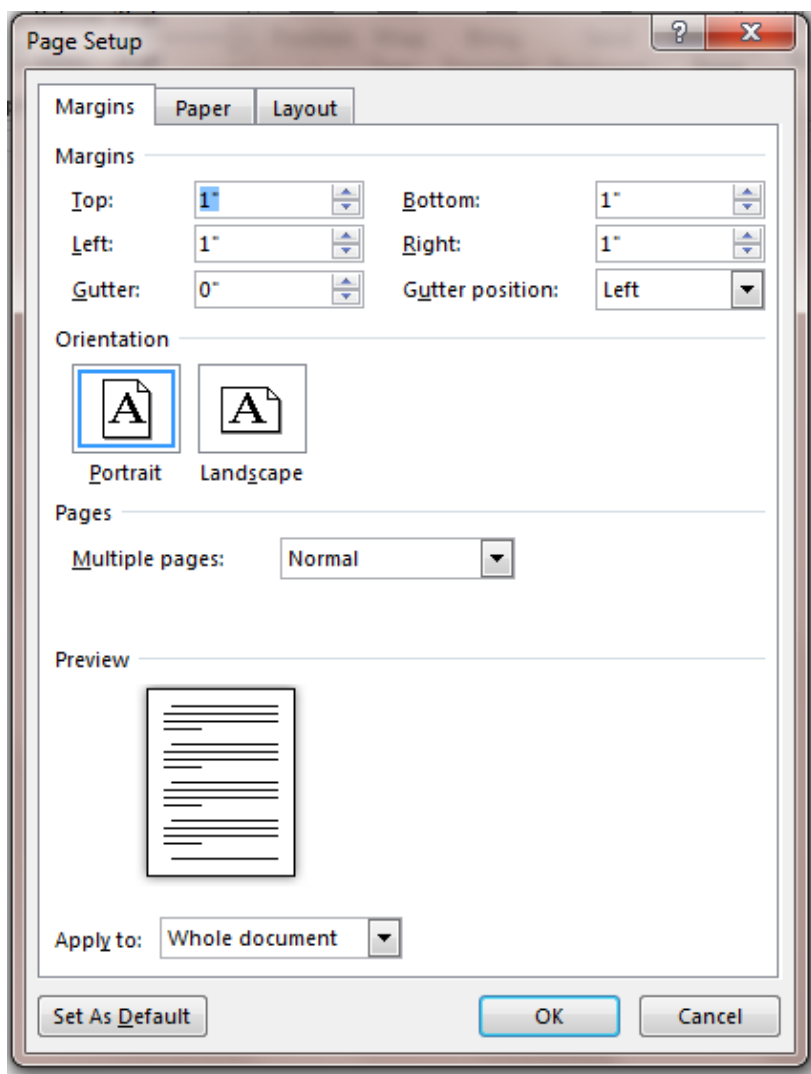 Page Setup
Margins Paper Layout
Margins
Top: 1" Bottom: 1"
Left: 1" Right: 1"
Gutter: 0" Gutter position: Left
Orientation
A A
Portrait Landscape
Pages
Multiple pages: Normal
Preview
Apply to: Whole document
Set As Default OK Cancel